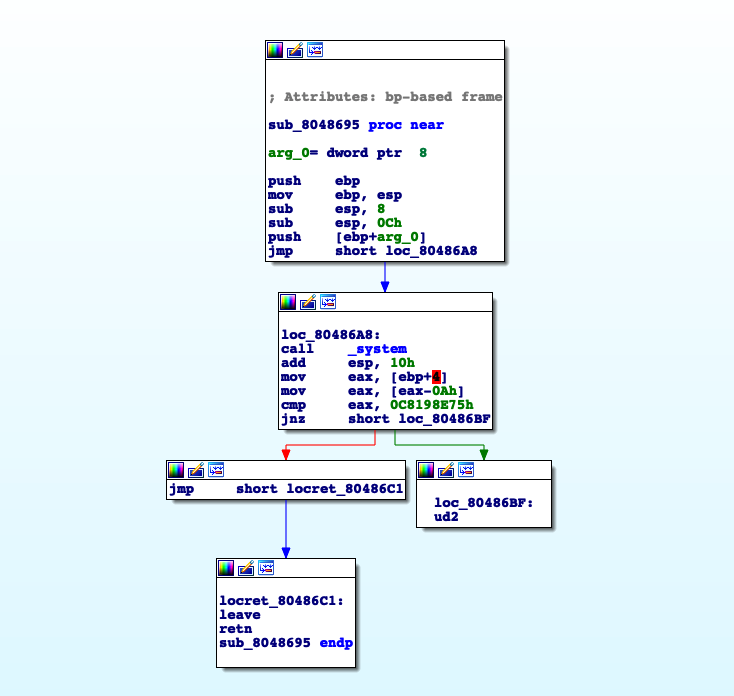 ; Attributes: bp-based frame
sub_8048695 proc near
arg_0= dword ptr 8
push ebp
mov ebp, esp
sub esp, 8
sub esp, 0Ch
push [ebp+arg_0]
jmp short loc_80486A8
loc_80486A8:
call _system
add esp, 10h
mov eax, [ebp+4]
mov eax, [eax-0Ah]
cmp eax, 0C8198E75h
jnz short loc_80486BF
jmp short locret_80486C1
loc_80486BF:
ud2
locret_80486C1:
leave
retn
sub_8048695 endp